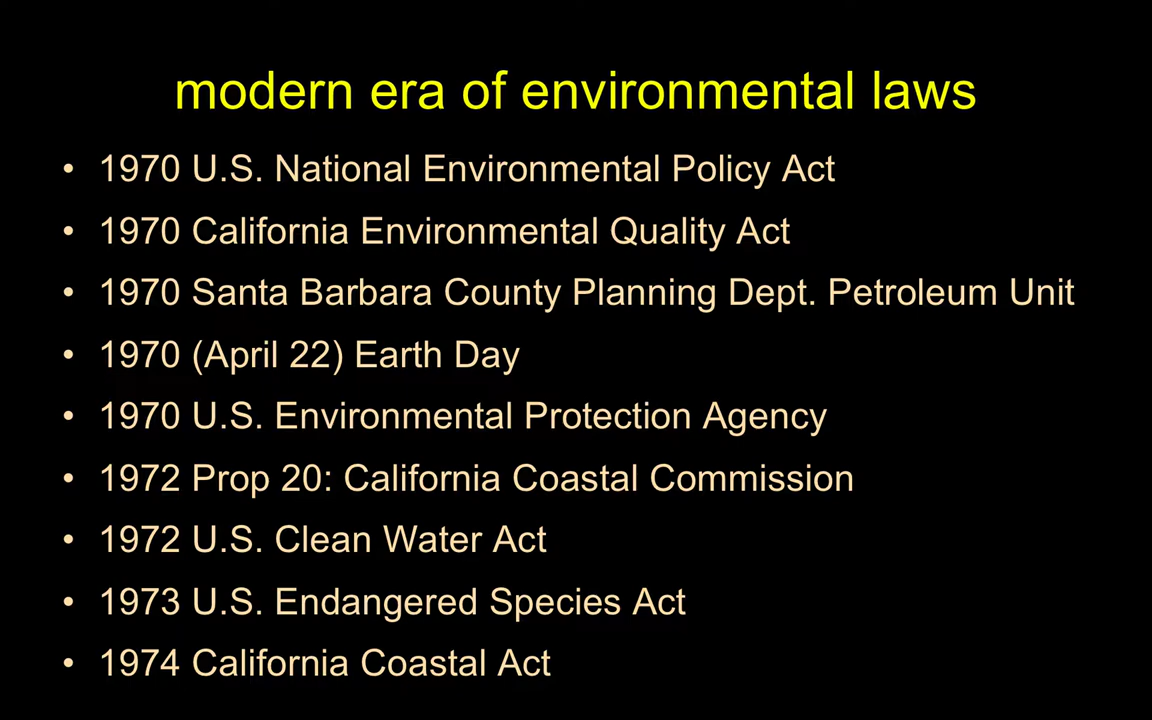 modern era of environmental laws
• 1970 U.S. National Environmental Policy Act
• 1970 California Environmental Quality Act
• 1970 Santa Barbara County Planning Dept. Petroleum Unit
• 1970 (April 22) Earth Day
• 1970 U.S. Environmental Protection Agency
• 1972 Prop 20: California Coastal Commission
• 1972 U.S. Clean Water Act
• 1973 U.S. Endangered Species Act
• 1974 California Coastal Act